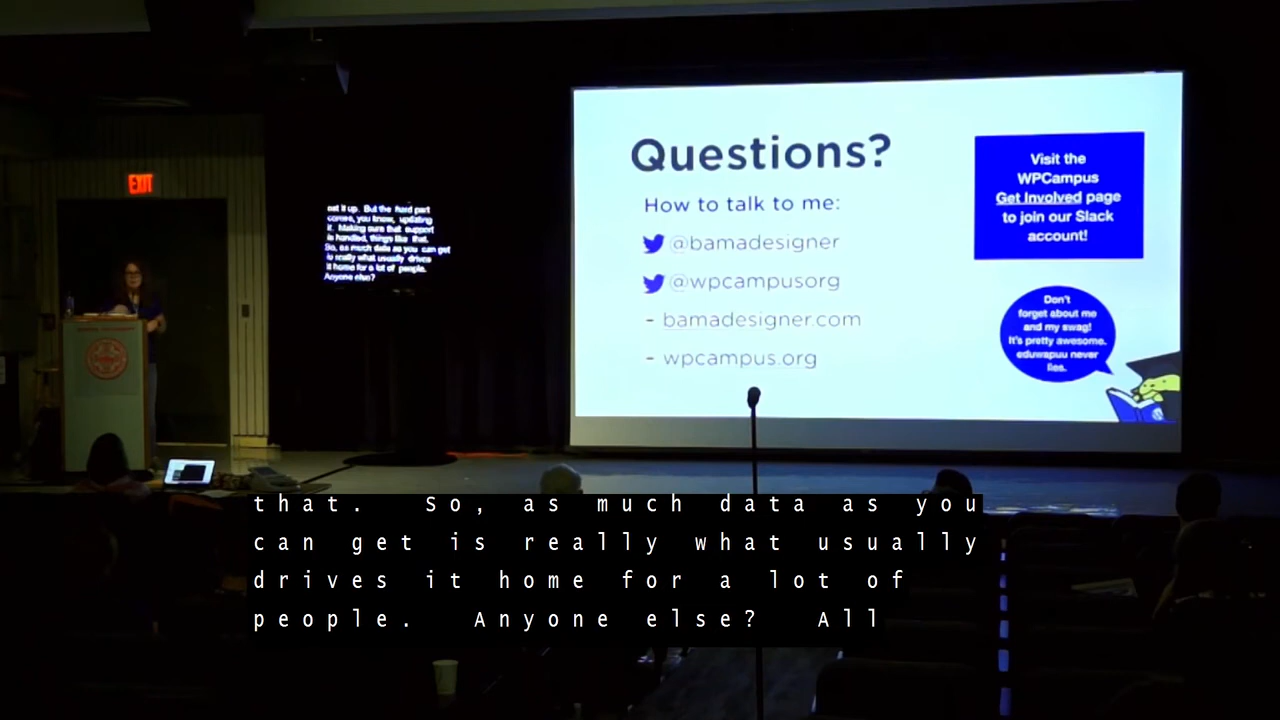 EXIT
set it up. But the hard part
comes, you know, updating
it. Making sure that support
is handled, things like that.
So, as much data as you can get
is really what usually drives
it home for a lot of people.
Anyone else?
Questions?
How to talk to me:
@bamadesigner
@wpcampusorg
- bamadesigner.com
- wpcampus.org
Visit the
WPCampus
Get Involved page
to join our Slack
account!
Don't
forget about me
and my swag!
It's pretty awesome.
eduwapuu never
lies.
that. So, as much data as you
can get is really what usually
drives it home for a lot of
people. Anyone else? All